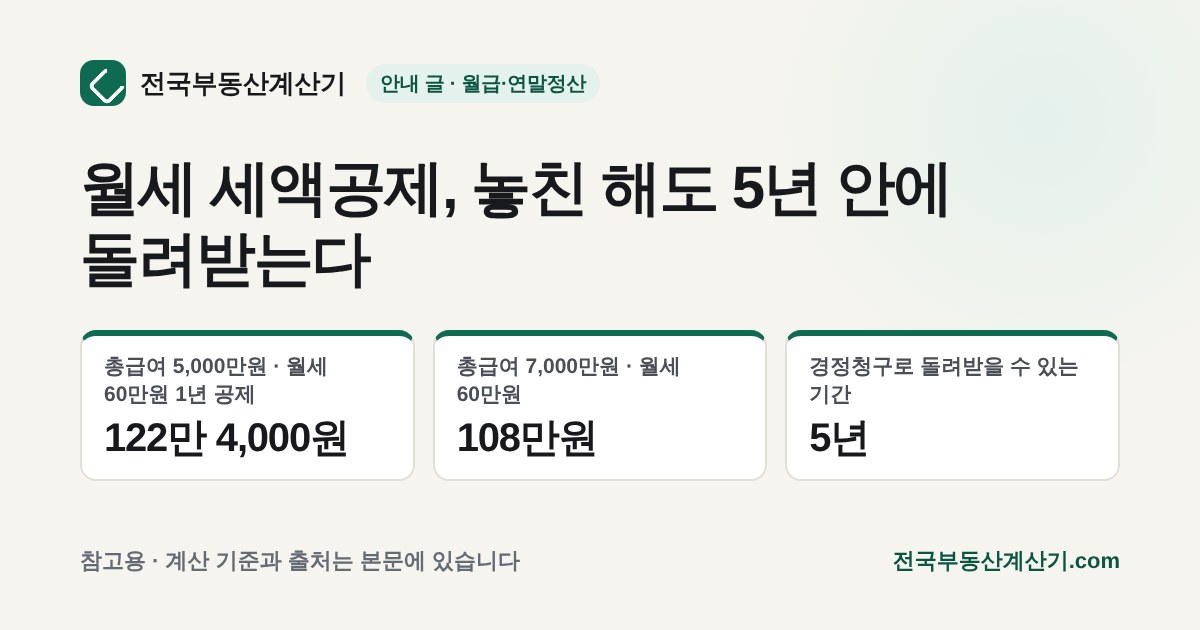 전국부동산계산기
안내 글 · 월급·연말정산
월세 세액공제, 놓친 해도 5년 안에
돌려받는다
총급여 5,000만원 · 월세
60만원 1년 공제
122만 4,000원
총급여 7,000만원 · 월세
60만원
108만원
경정청구로 돌려받을 수 있는
기간
5년
참고용 · 계산 기준과 출처는 본문에 있습니다
전국부동산계산기.com